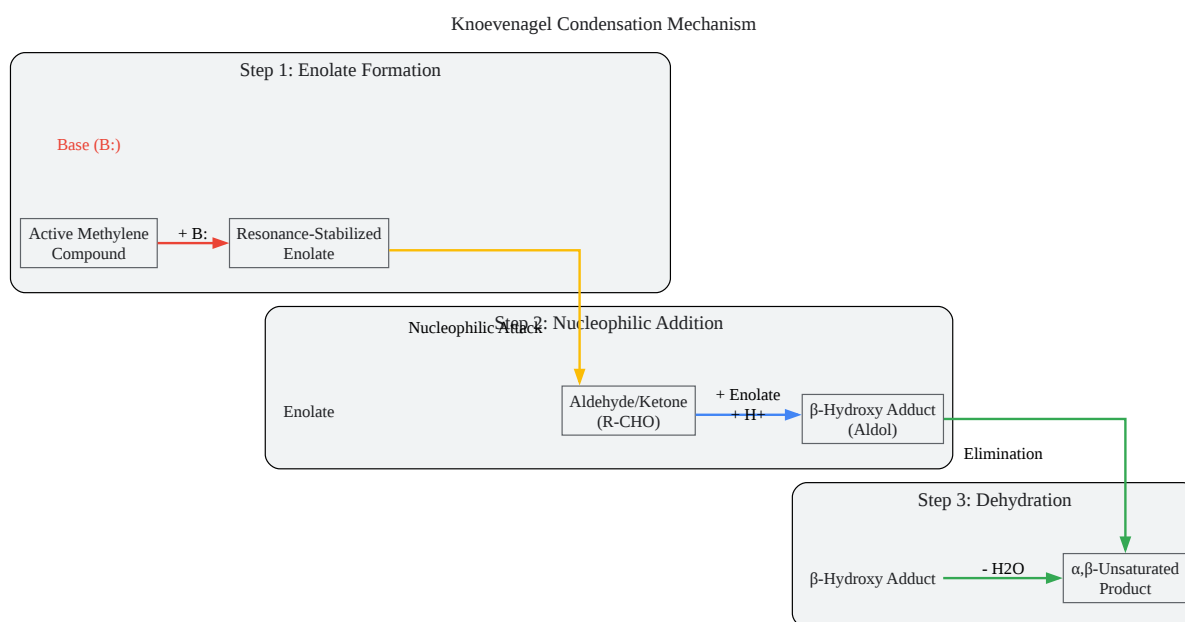 Knoevenagel Condensation Mechanism
Step 1: Enolate Formation
Base (B:)
Active Methylene
Compound
+ B:
Resonance-Stabilized
Enolate
Step 2: Nucleophilic Addition
Nucleophilic Attack
Enolate
Aldehyde/Ketone
(R-CHO)
+ Enolate
+ H+
β-Hydroxy Adduct
(Aldol)
Elimination
Step 3: Dehydration
β-Hydroxy Adduct
- H2O
α,β-Unsaturated
Product